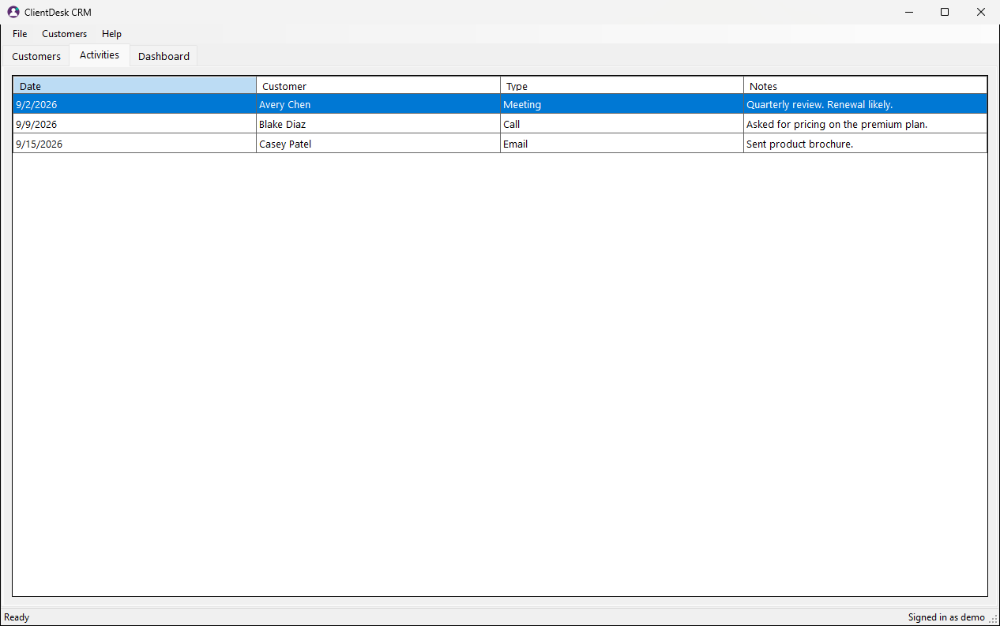 ClientDesk CRM
File Customers Help
Customers Activities Dashboard
Date Customer Type Notes
9/2/2026 Avery Chen Meeting Quarterly review. Renewal likely.
9/9/2026 Blake Diaz Call Asked for pricing on the premium plan.
9/15/2026 Casey Patel Email Sent product brochure.
Ready Signed in as demo